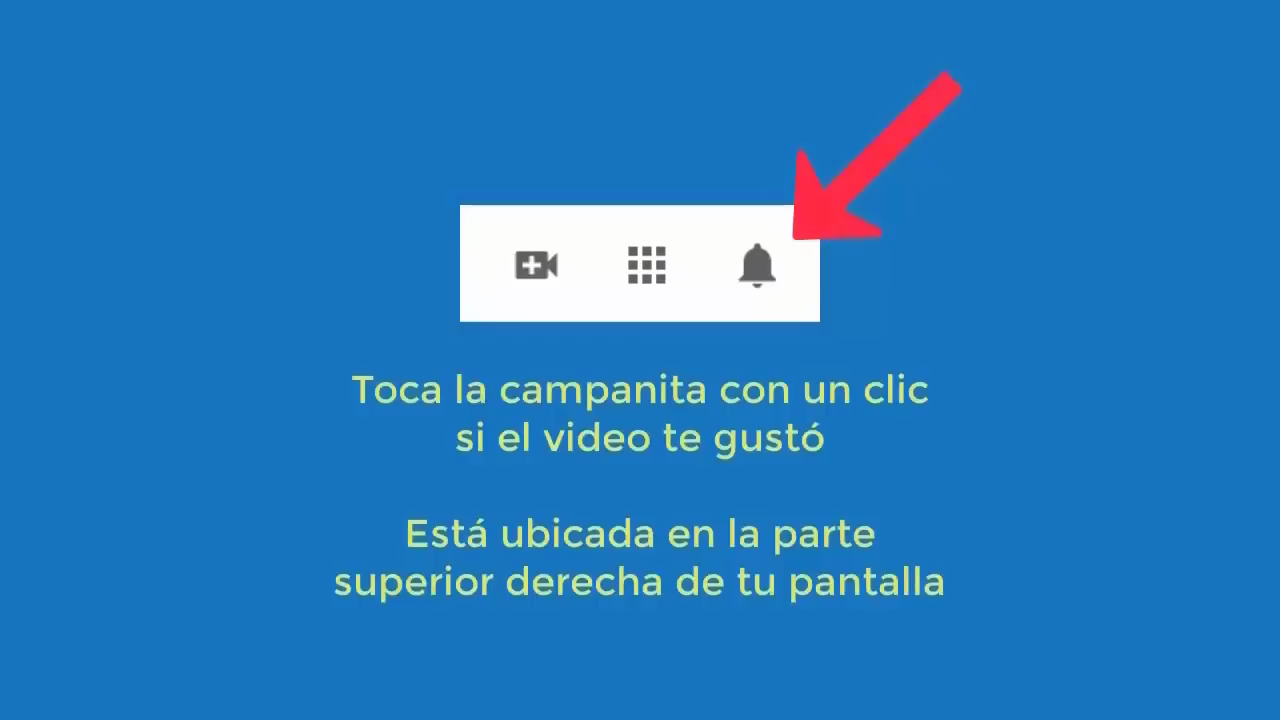 Toca la campanita con un clic
si el video te gustó
Está ubicada en la parte
superior derecha de tu pantalla